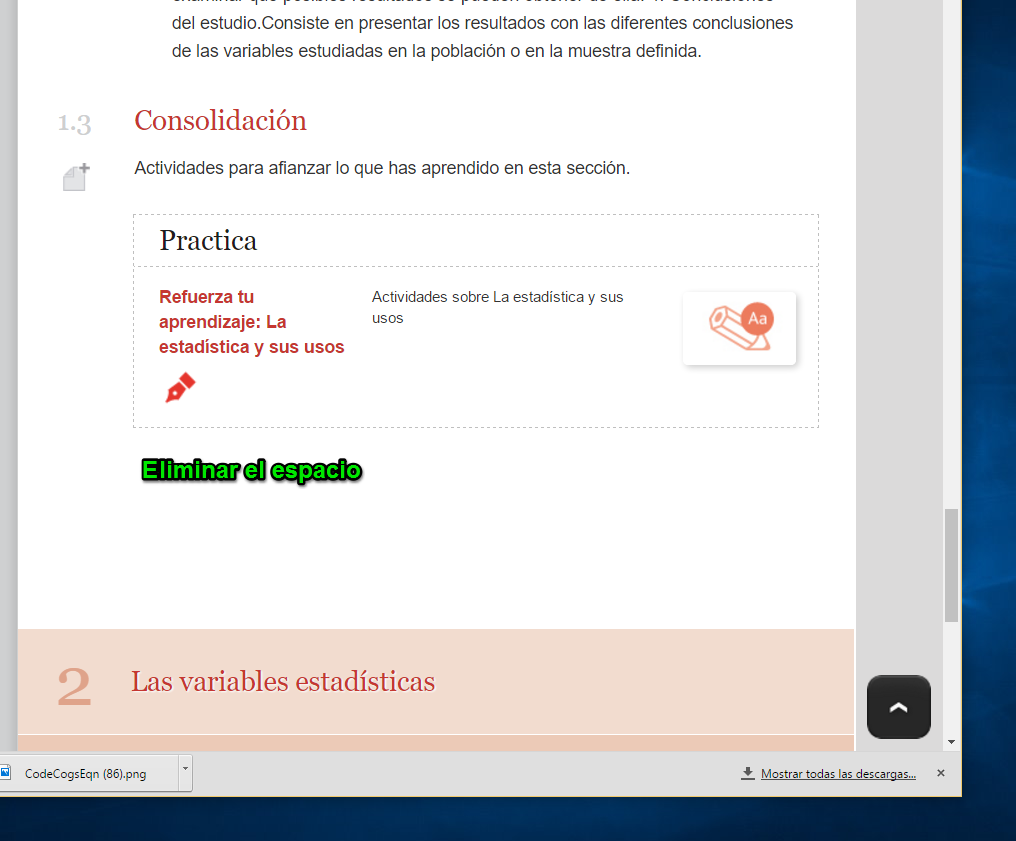 del estudio.Consiste en presentar los resultados con las diferentes conclusiones
de las variables estudiadas en la población o en la muestra definida.
1.3 Consolidación
Actividades para afianzar lo que has aprendido en esta sección.
Practica
Refuerza tu
aprendizaje: La
estadística y sus usos
Actividades sobre La estadística y sus
usos
Aa
Eliminar el espacio
2 Las variables estadísticas
CodeCogsEqn (86).png
Mostrar todas las descargas...